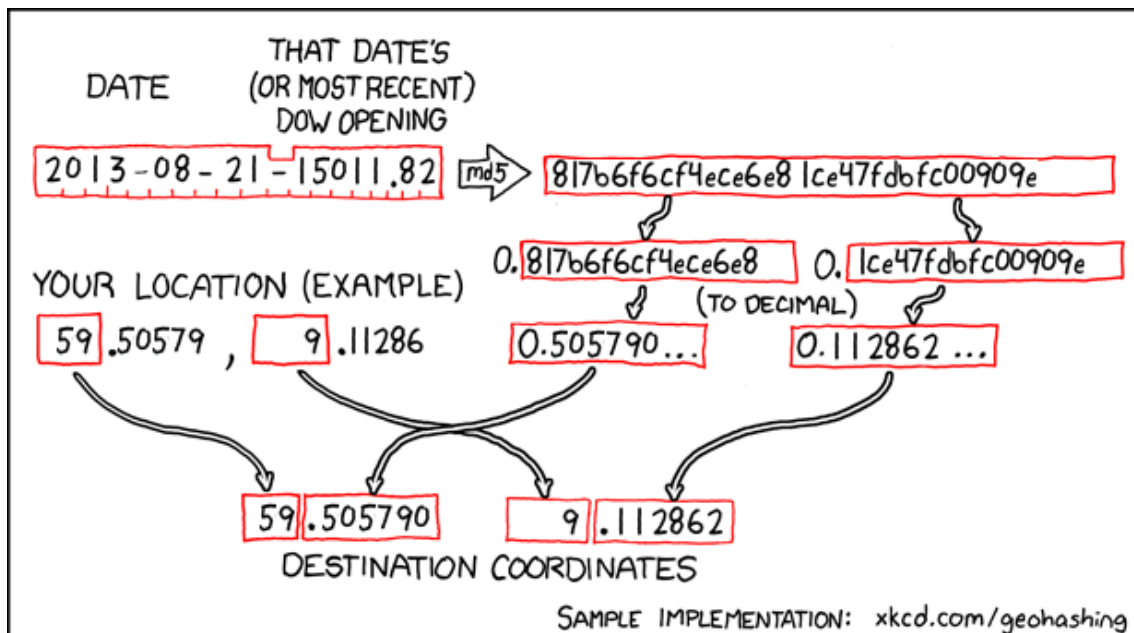 THAT DATE'S
DATE (OR MOST RECENT)
DOW OPENING
2013-08-21-15011.82 md5 817b6f6cf4ece6e8 1ce47fdbfc00909e
0.817b6f6cf4ece6e8 0.1ce47fdbfc00909e
YOUR LOCATION (EXAMPLE) (TO DECIMAL)
59.50579, 9.11286 0.505790... 0.112862...
59.505790 9.112862
DESTINATION COORDINATES
SAMPLE IMPLEMENTATION: xkcd.com/geohashing